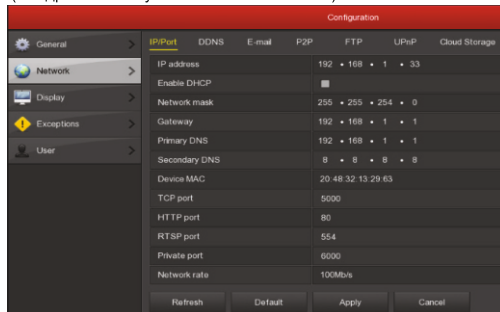 Configuration
General
Network
Display
Exceptions
User
IP/Port DDNS E-mail P2P FTP UPnP Cloud Storage
IP address 192 • 168 • 1 • 33
Enable DHCP
Network mask 255 • 255 • 254 • 0
Gateway 192 • 168 • 1 • 1
Primary DNS 192 • 168 • 1 • 1
Secondary DNS 8 • 8 • 8 • 8
Device MAC 20:48:32:13:29:63
TCP port 5000
HTTP port 80
RTSP port 554
Private port 6000
Network rate 100Mb/s
Refresh Default Apply Cancel